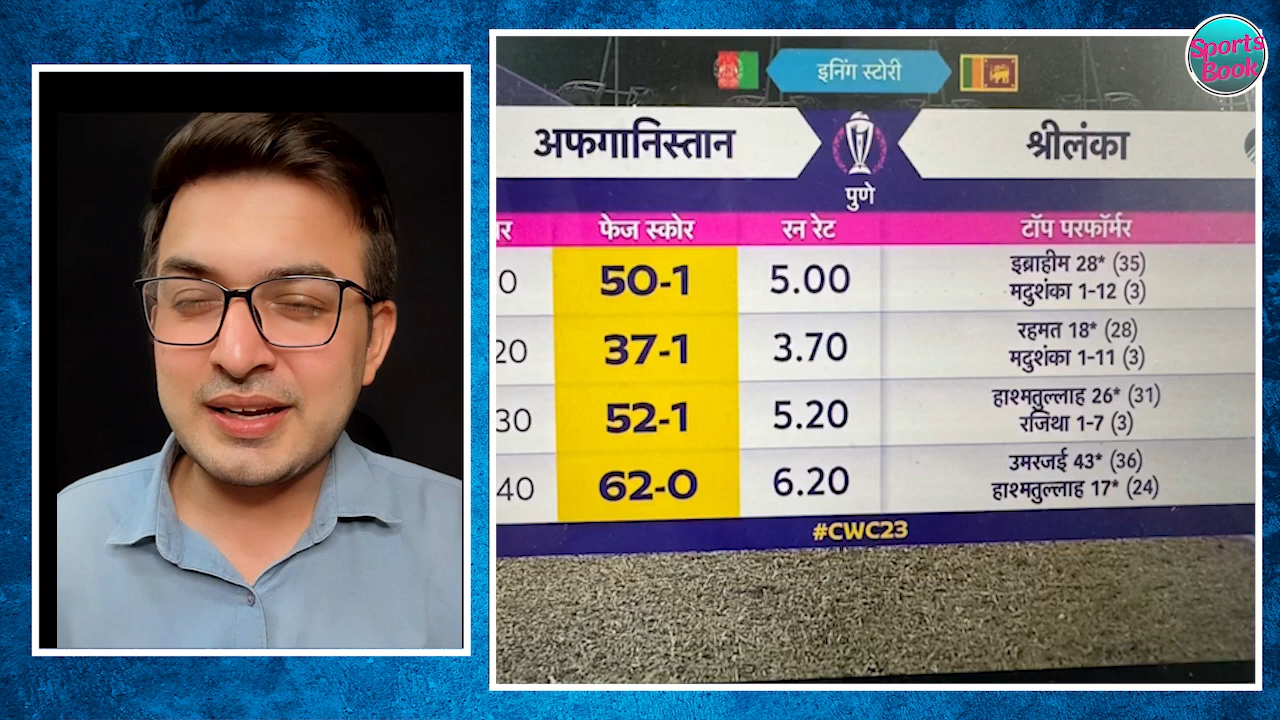 Sports
Book
इनिंग स्टोरी
अफगानिस्तान
श्रीलंका
पुणे
फेज स्कोर रन रेट टॉप परफॉर्मर
0 50-1 5.00 इब्राहीम 28* (35)
मदुशंका 1-12 (3)
20 37-1 3.70 रहमत 18* (28)
मदुशंका 1-11 (3)
30 52-1 5.20 हाश्मतुल्लाह 26* (31)
रजिथा 1-7 (3)
40 62-0 6.20 उमरजई 43* (36)
हाश्मतुल्लाह 17* (24)
#CWC23